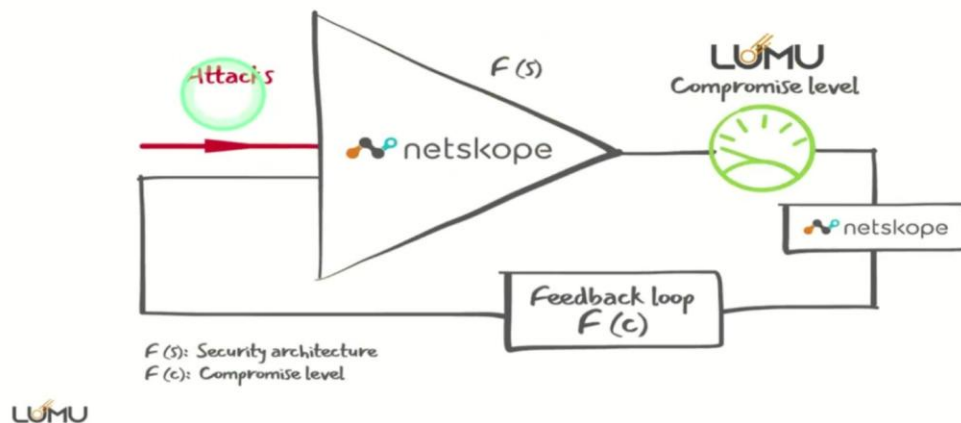 Attacks
F(s)
LUMU
Compromise level
netskope
netskope
Feedback loop
F(c)
F(s): Security architecture
F(c): Compromise level
LUMU